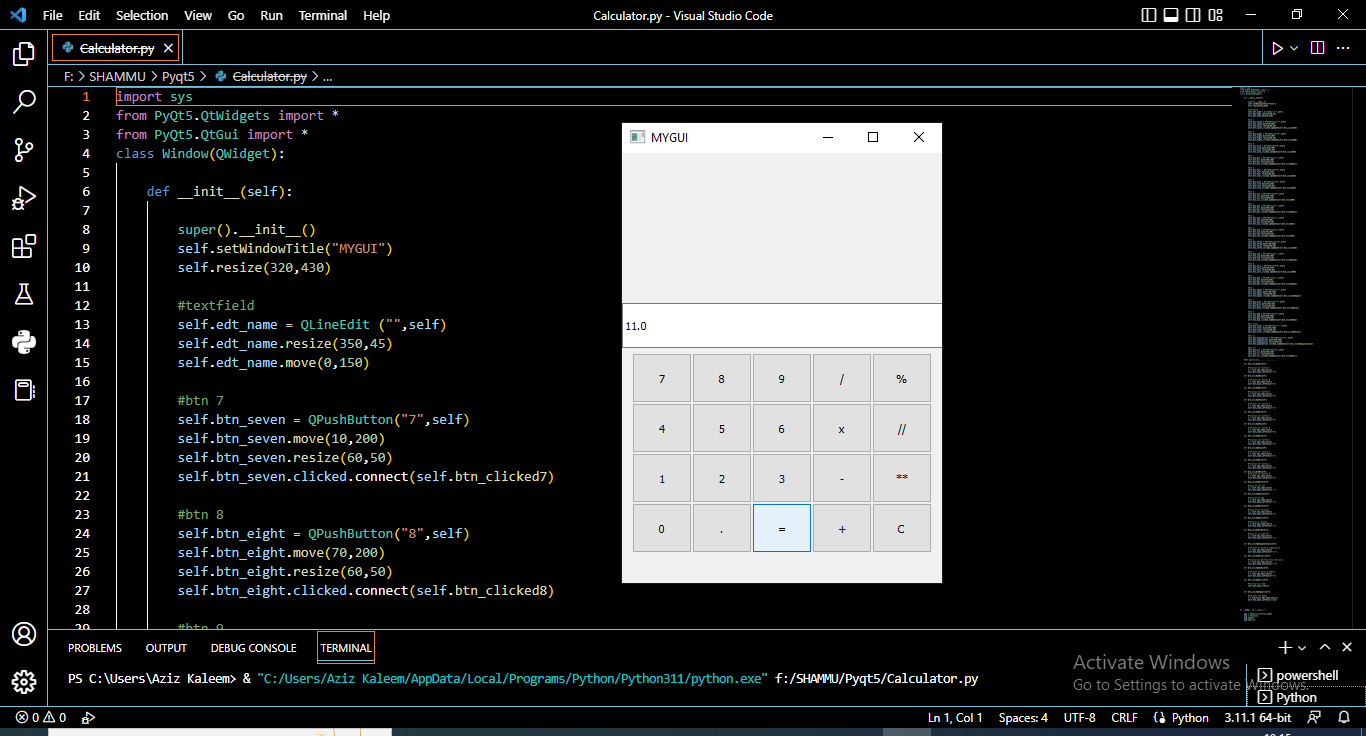 File Edit Selection View Go Run Terminal Help
Calculator.py - Visual Studio Code
Calculator.py
F: > SHAMMU > Pyqt5 > Calculator.py > ...
1 import sys
2 from PyQt5.QtWidgets import *
3 from PyQt5.QtGui import *
4 class Window(QWidget):
5
6 def __init__(self):
7
8 super().__init__()
9 self.setWindowTitle("MYGUI")
10 self.resize(320,430)
11
12 #textfield
13 self.edt_name = QLineEdit ("",self)
14 self.edt_name.resize(350,45)
15 self.edt_name.move(0,150)
16
17 #btn 7
18 self.btn_seven = QPushButton("7",self)
19 self.btn_seven.move(10,200)
20 self.btn_seven.resize(60,50)
21 self.btn_seven.clicked.connect(self.btn_clicked7)
22
23 #btn 8
24 self.btn_eight = QPushButton("8",self)
25 self.btn_eight.move(70,200)
26 self.btn_eight.resize(60,50)
27 self.btn_eight.clicked.connect(self.btn_clicked8)
28
29 #btn 9
MYGUI
11.0
7 8 9 / %
4 5 6 x //
1 2 3 - **
0 . = + C
PROBLEMS OUTPUT DEBUG CONSOLE TERMINAL
PS C:\Users\Aziz Kaleem> & "C:/Users/Aziz Kaleem/AppData/Local/Programs/Python/Python311/python.exe" f:/SHAMMU/Pyqt5/Calculator.py
Activate Windows
Go to Settings to activate Windows.
powershell
Python
0 0
Ln 1, Col 1 Spaces: 4 UTF-8 CRLF Python 3.11.1 64-bit